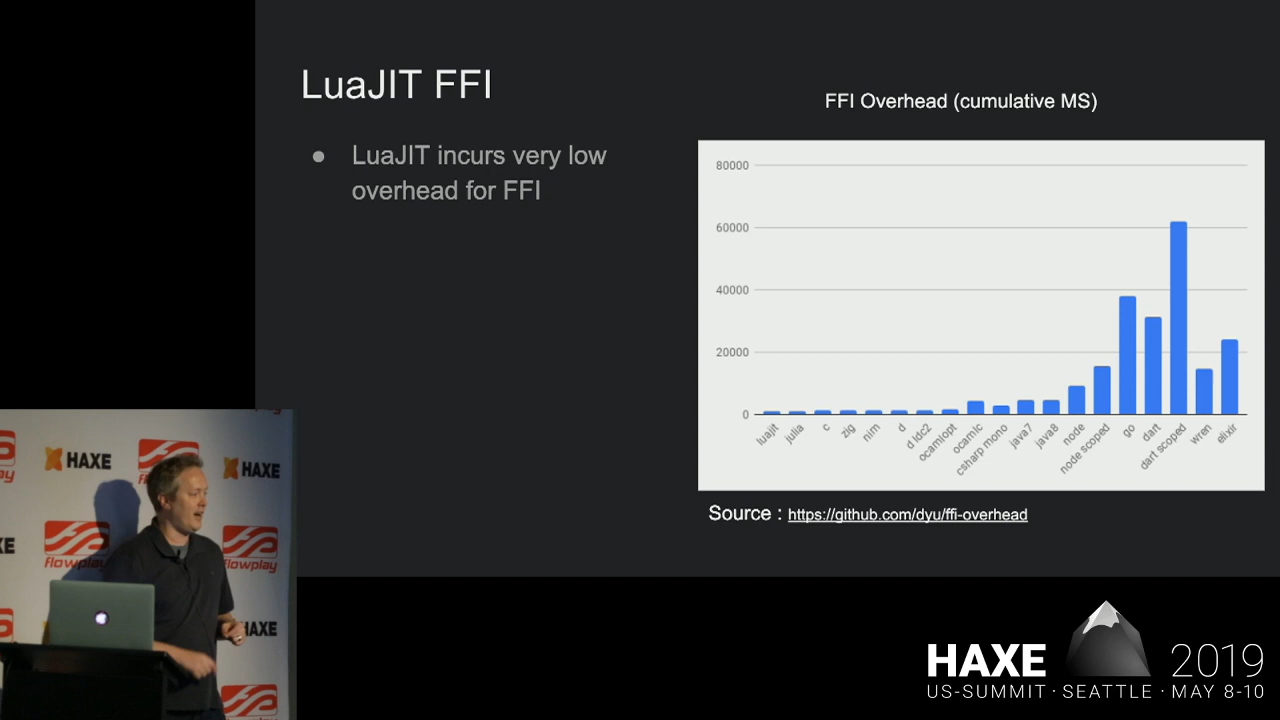 LuaJIT FFI
● LuaJIT incurs very low
overhead for FFI
FFI Overhead (cumulative MS)
80000
60000
40000
20000
0
luajit
julia
c
zig
nim
d
d ldc2
ocamlopt
ocamlc
csharp mono
java7
java8
node
node scoped
go
dart
dart scoped
wren
elixir
Source : https://github.com/dyu/ffi-overhead
HAXE
flowplay
HAXE
flowplay
flowplay
HAXE
HAXE 2019
US-SUMMIT · SEATTLE · MAY 8-10